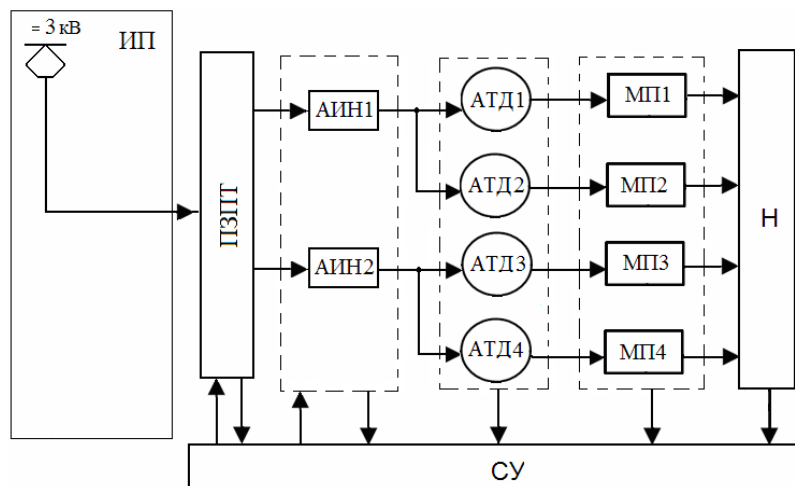 = 3 кВ
ИП
ПЗПТ
АИН1
АИН2
АТД1
АТД2
АТД3
АТД4
МП1
МП2
МП3
МП4
Н
СУ